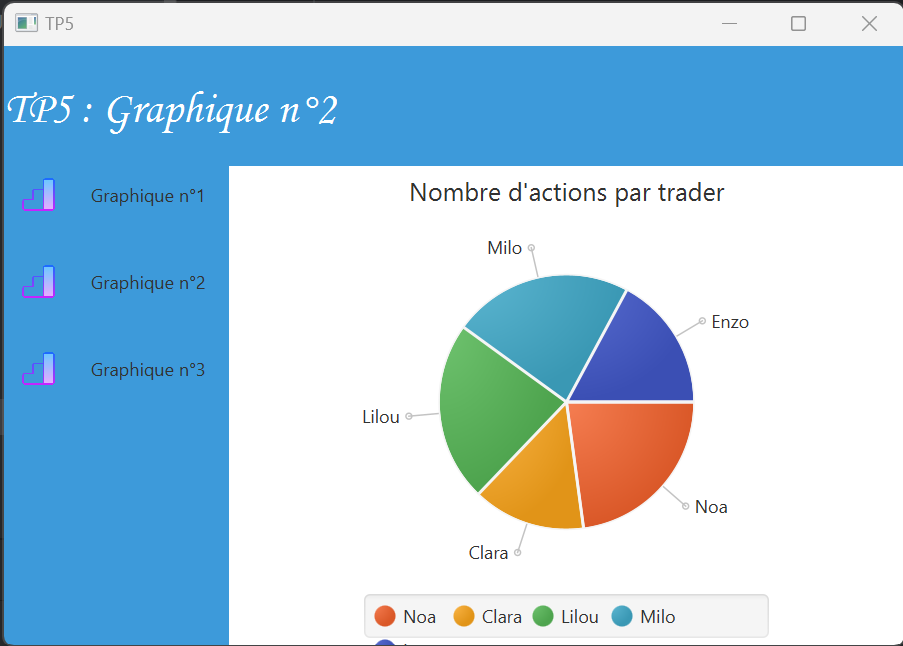 TP5
TP5 : Graphique n°2
Graphique n°1
Graphique n°2
Graphique n°3
Nombre d'actions par trader
Milo
Enzo
Lilou
Noa
Clara
Noa Clara Lilou Milo